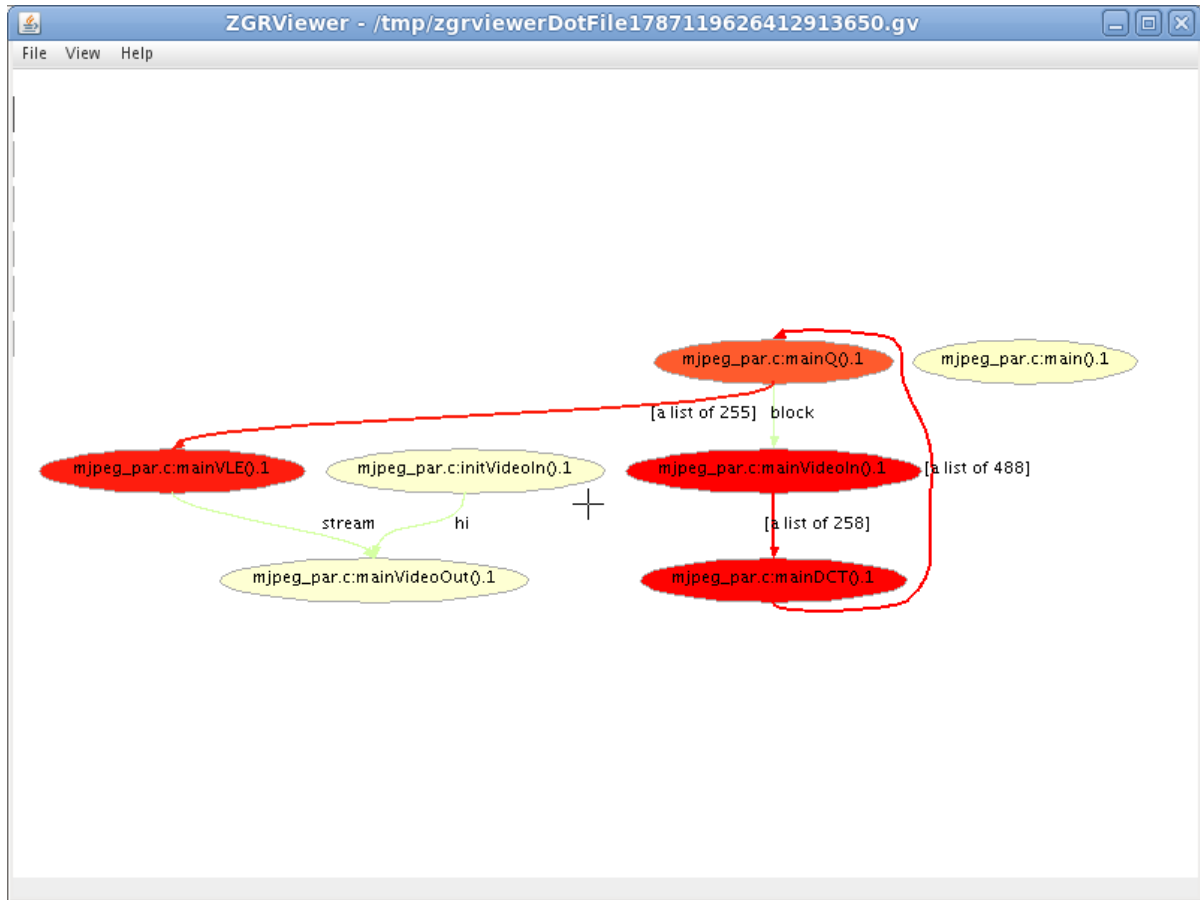 ZGRViewer - /tmp/zgrviewerDotFile1787119626412913650.gv
File View Help
mjpeg_par.c:mainQ().1
mjpeg_par.c:main().1
[a list of 255]
block
mjpeg_par.c:mainVLE().1
mjpeg_par.c:initVideoIn().1
mjpeg_par.c:mainVideoIn().1
[a list of 488]
stream
hi
[a list of 258]
mjpeg_par.c:mainVideoOut().1
mjpeg_par.c:mainDCT().1